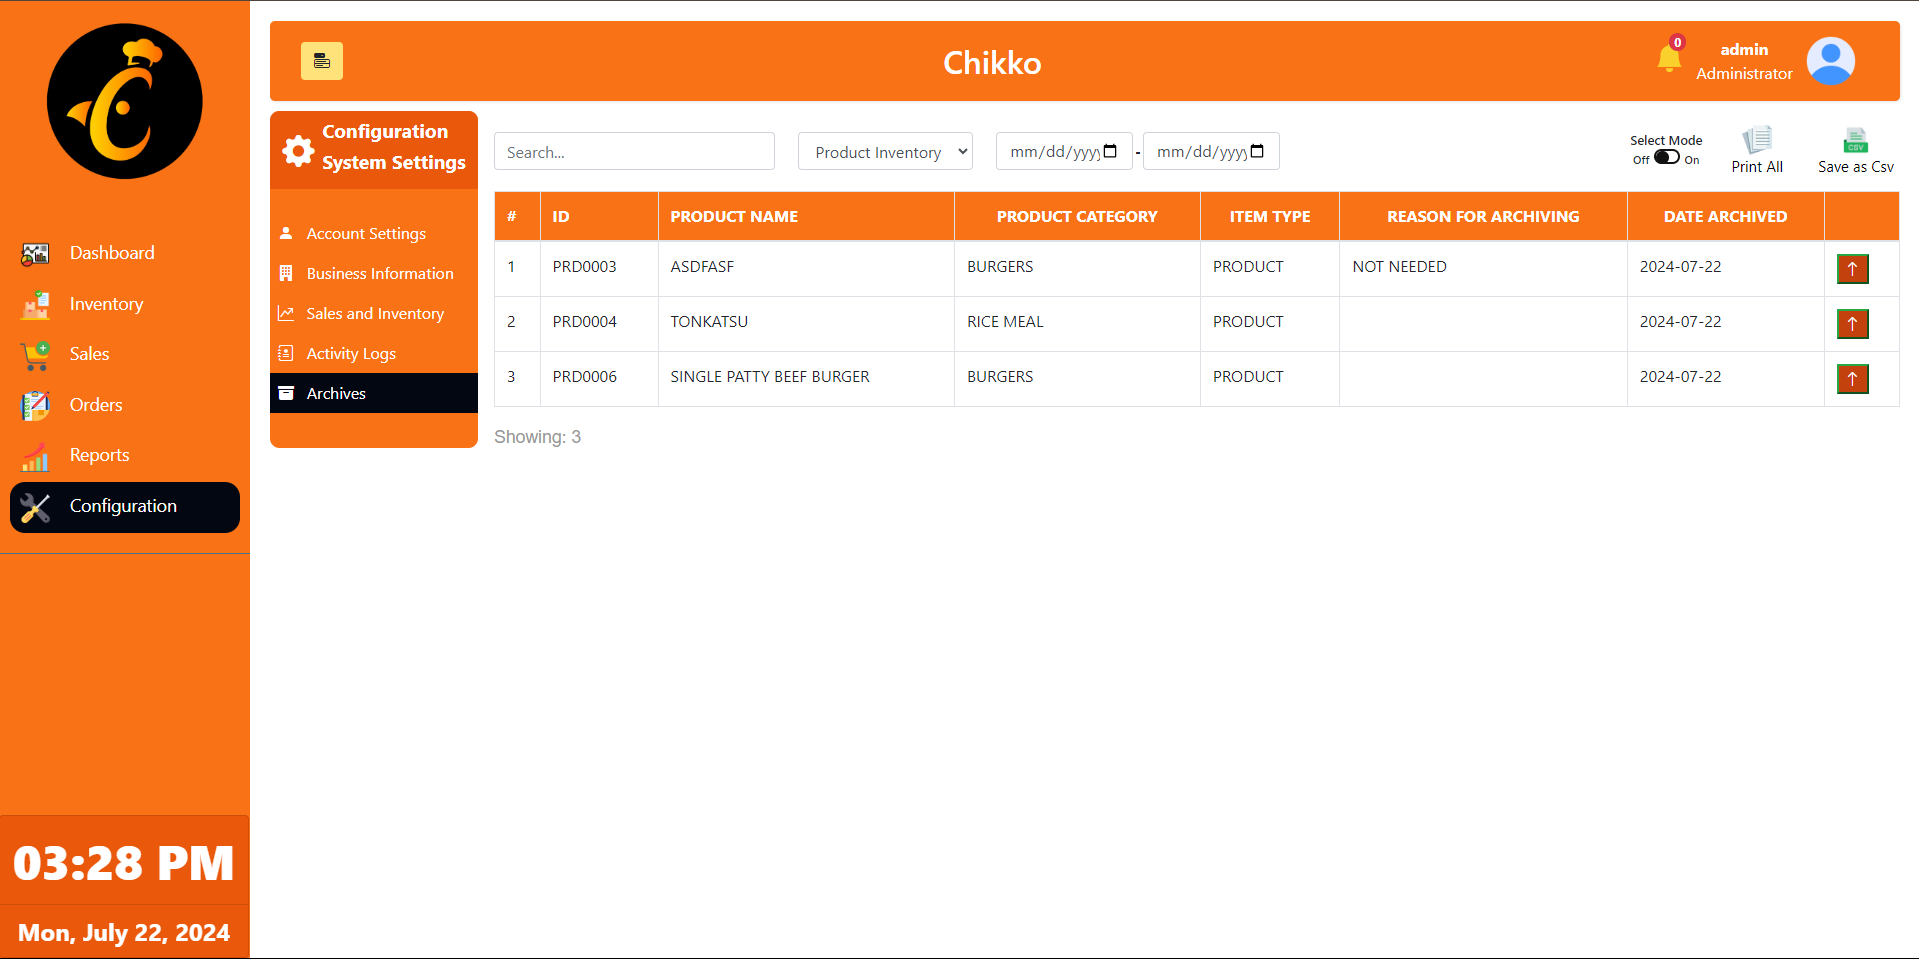 Chikko
0
admin
Administrator
Dashboard
Inventory
Sales
Orders
Reports
Configuration
03:28 PM
Mon, July 22, 2024
Configuration
System Settings
Account Settings
Business Information
Sales and Inventory
Activity Logs
Archives
Search...
Product Inventory
mm/dd/yyyy - mm/dd/yyyy
Select Mode
Off On
Print All
CSV
Save as Csv
# ID PRODUCT NAME PRODUCT CATEGORY ITEM TYPE REASON FOR ARCHIVING DATE ARCHIVED
1 PRD0003 ASDFASF BURGERS PRODUCT NOT NEEDED 2024-07-22
2 PRD0004 TONKATSU RICE MEAL PRODUCT 2024-07-22
3 PRD0006 SINGLE PATTY BEEF BURGER BURGERS PRODUCT 2024-07-22
Showing: 3